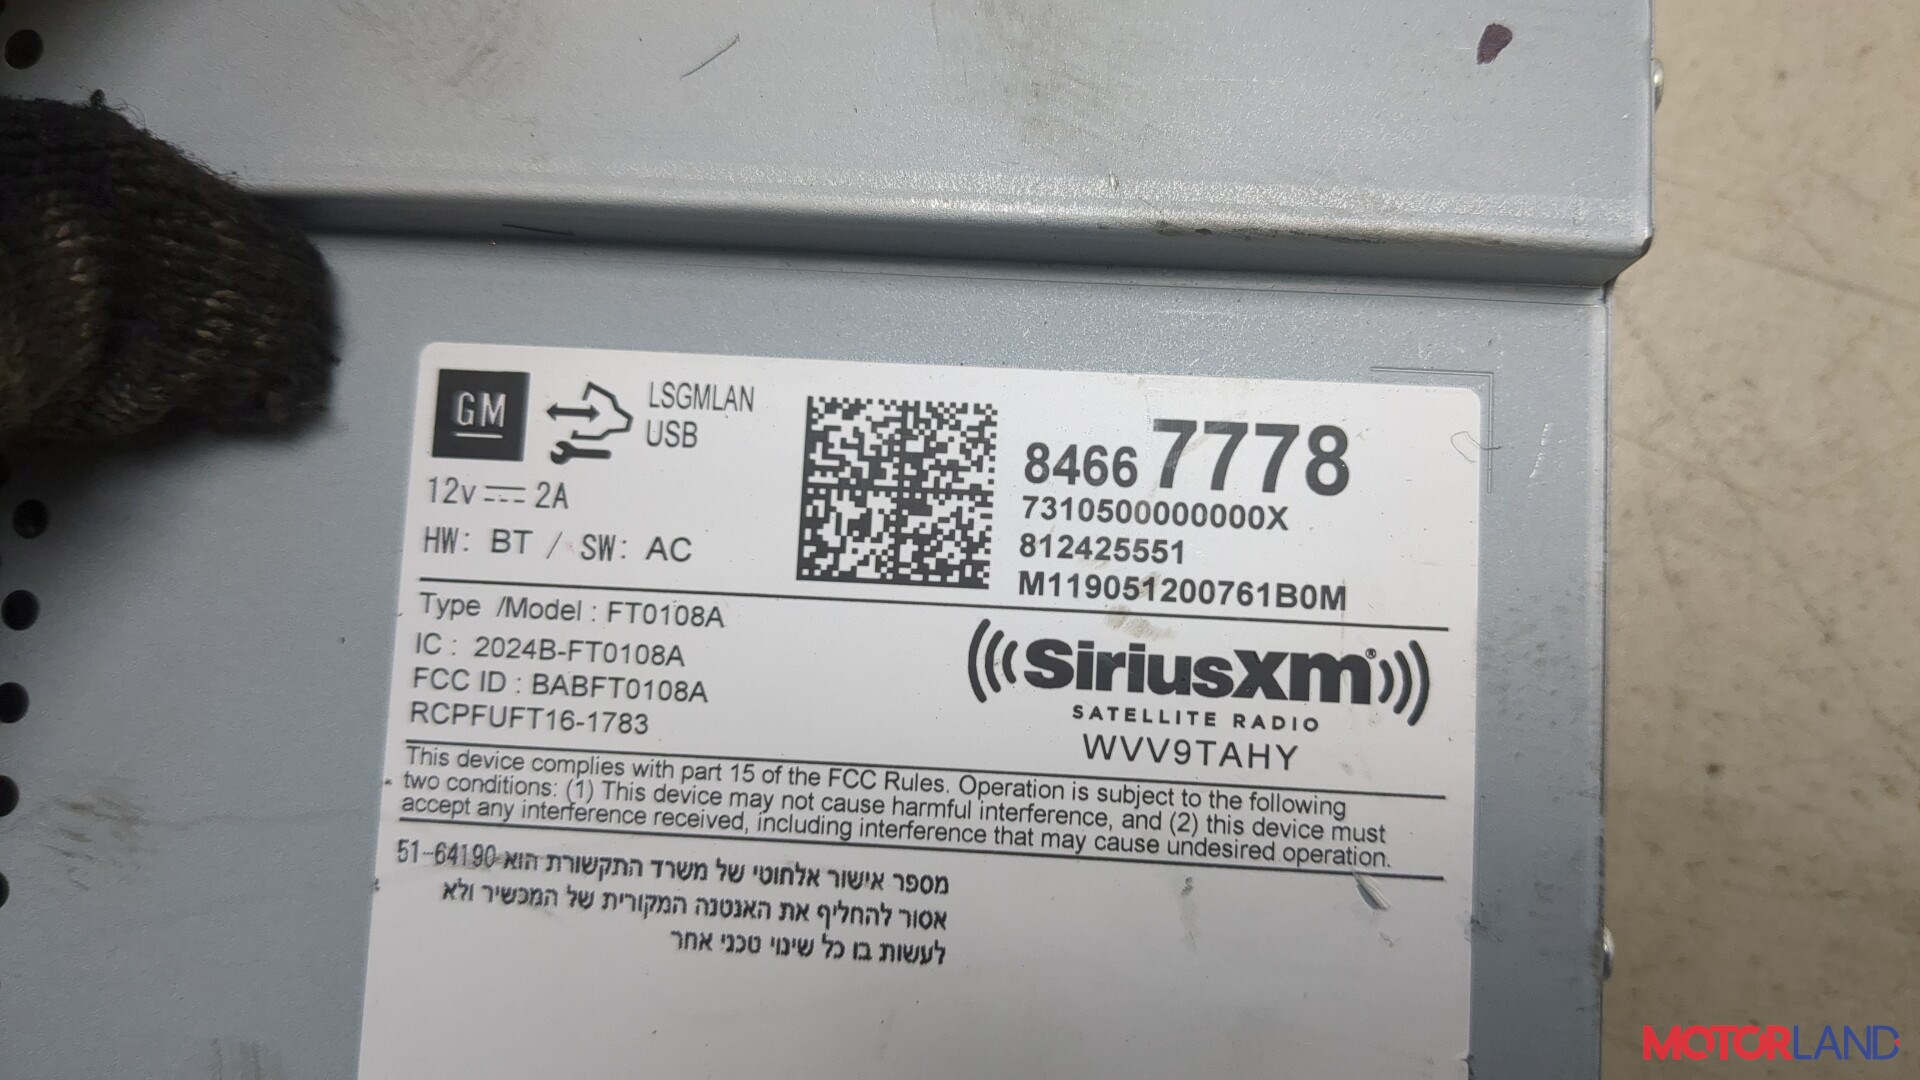 GM
LSGMLAN
USB
12v 2A
HW: BT / SW: AC
84667778
7310500000000X
812425551
M119051200761B0M
Type /Model : FT0108A
IC : 2024B-FT0108A
FCC ID : BABFT0108A
RCPFUFT16-1783
SiriusXm®
SATELLITE RADIO
WVV9TAHY
This device complies with part 15 of the FCC Rules. Operation is subject to the following
two conditions: (1) This device may not cause harmful interference, and (2) this device must
accept any interference received, including interference that may cause undesired operation.
מספר אישור אלחוטי של משרד התקשורת הוא 51-64190
אסור להחליף את האנטנה המקורית של המכשיר ולא
לעשות בו כל שינוי טכני אחר
MOTORLAND